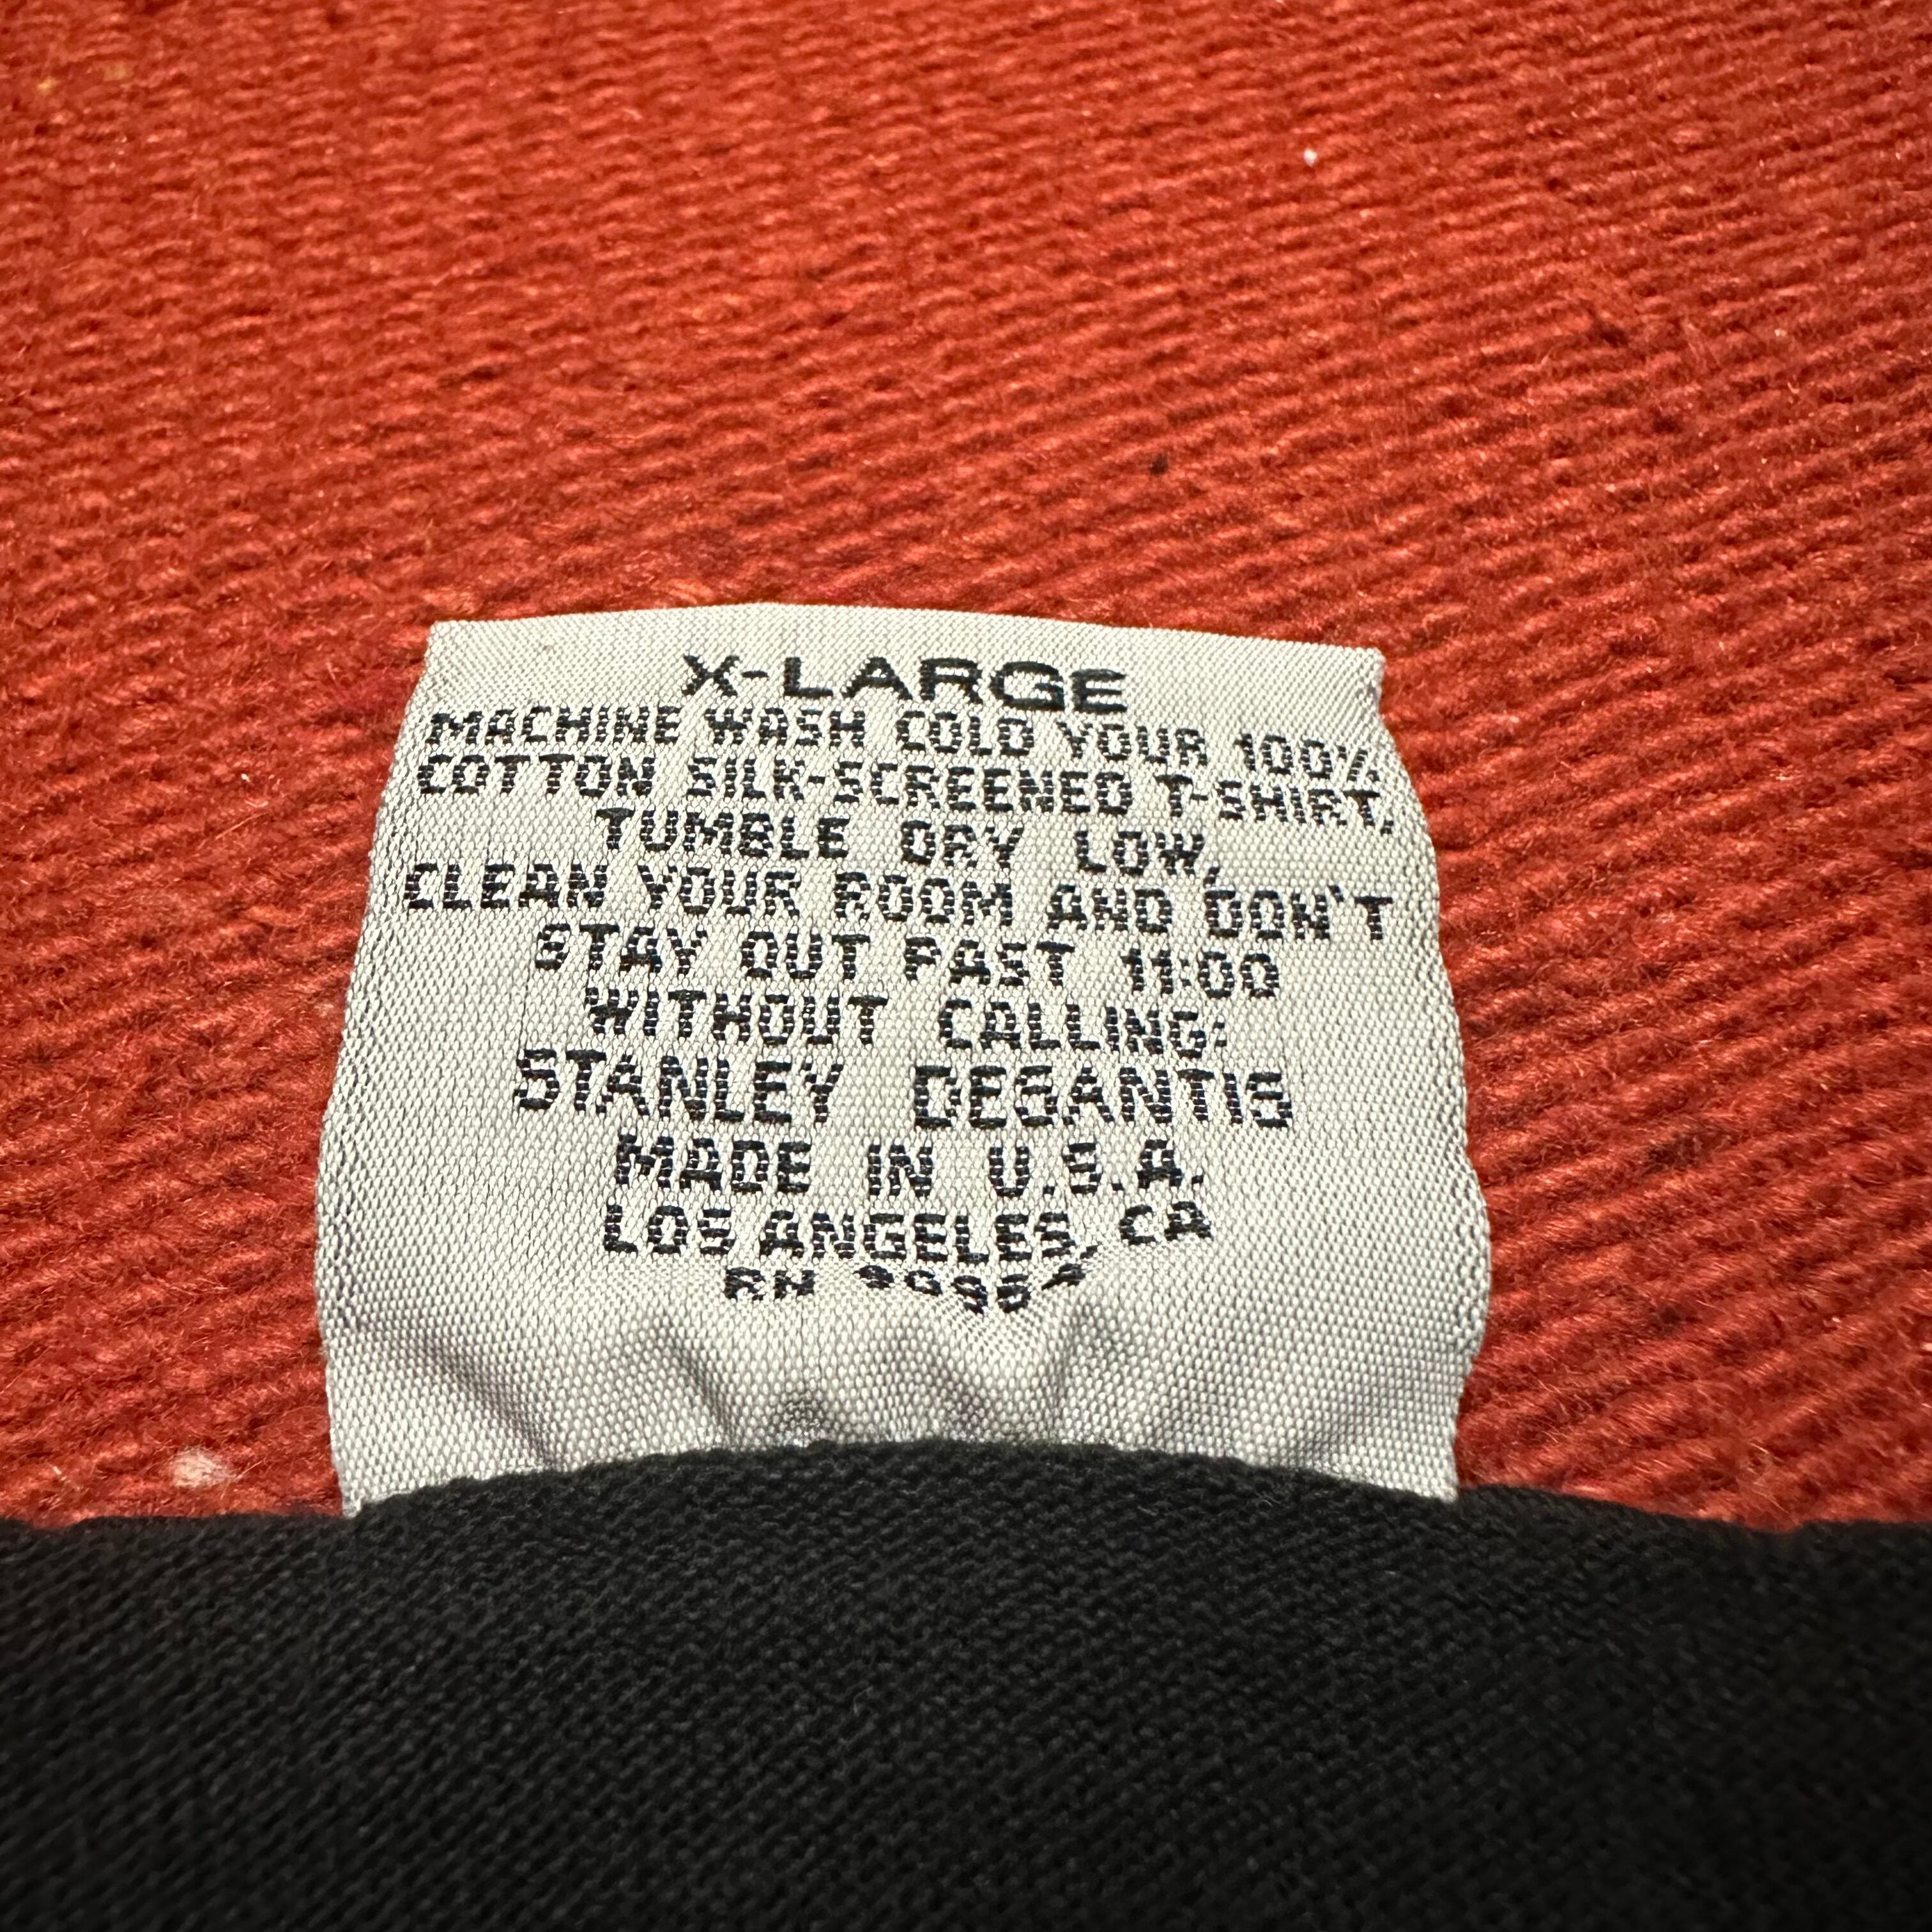 X-LARGE
MACHINE WASH COLD YOUR 100%
COTTON SILK-SCREENED T-SHIRT,
TUMBLE DRY LOW,
CLEAN YOUR ROOM AND DON'T
STAY OUT PAST 11:00
WITHOUT CALLING:
STANLEY DESANTIS
MADE IN U.S.A.
LOS ANGELES, CA
RN